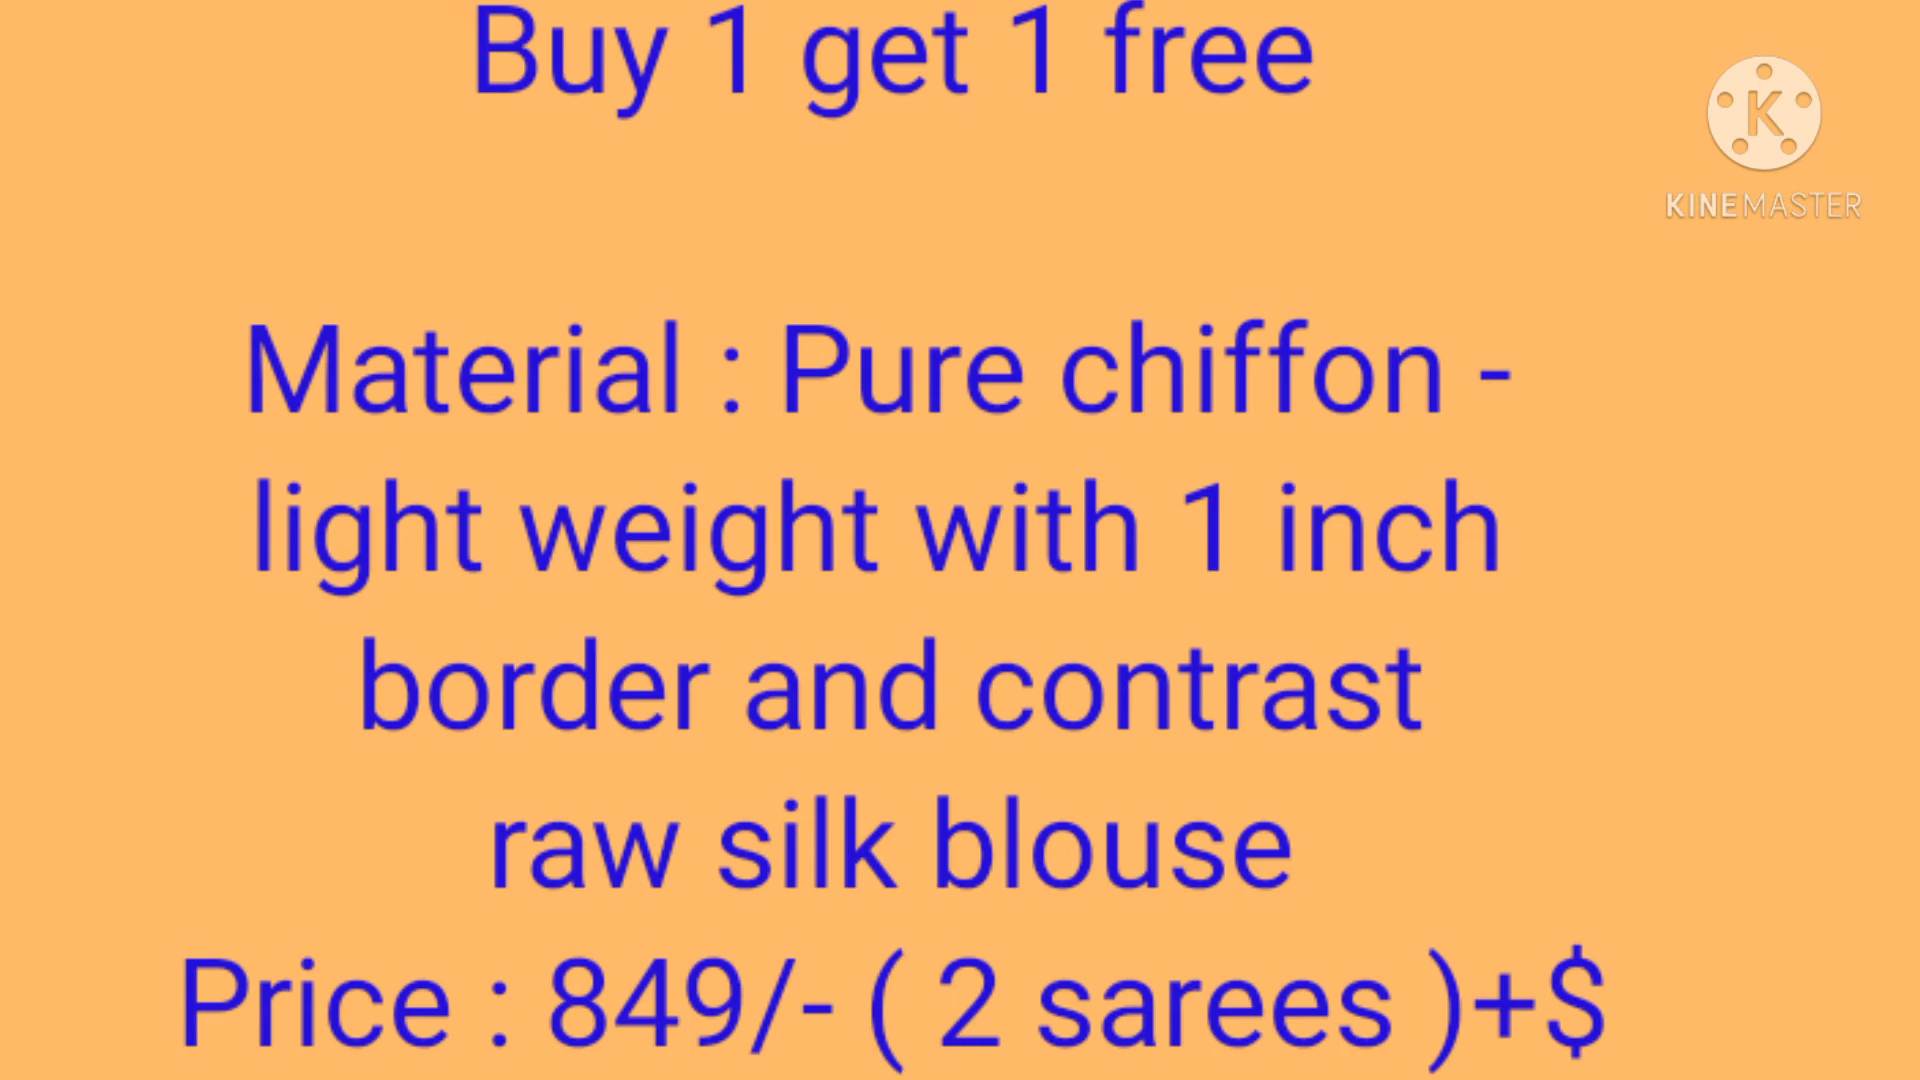 Buy 1 get 1 free
K
KINEMASTER
Material : Pure chiffon -
light weight with 1 inch
border and contrast
raw silk blouse
Price : 849/- ( 2 sarees )+$